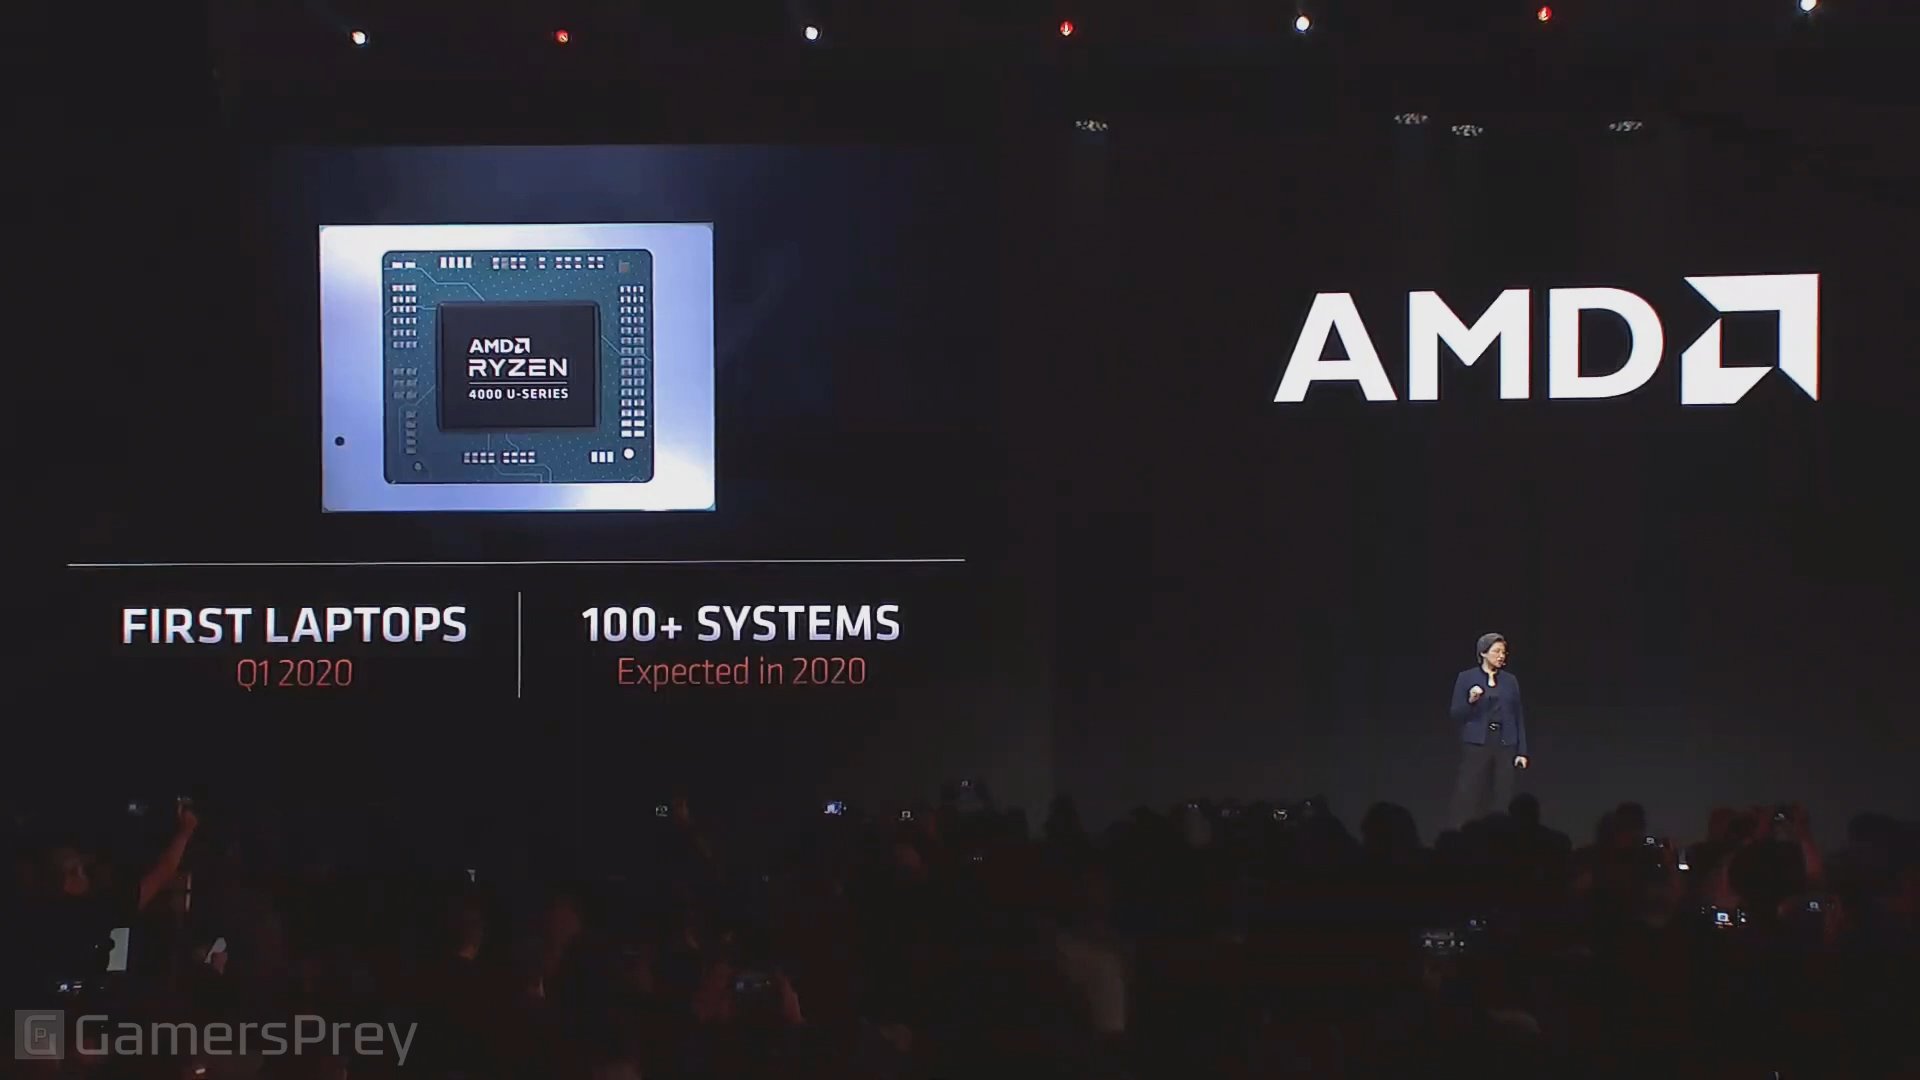 AMD
RYZEN
4000 U-SERIES
AMD
FIRST LAPTOPS
Q1 2020
100+ SYSTEMS
Expected in 2020
GamersPrey